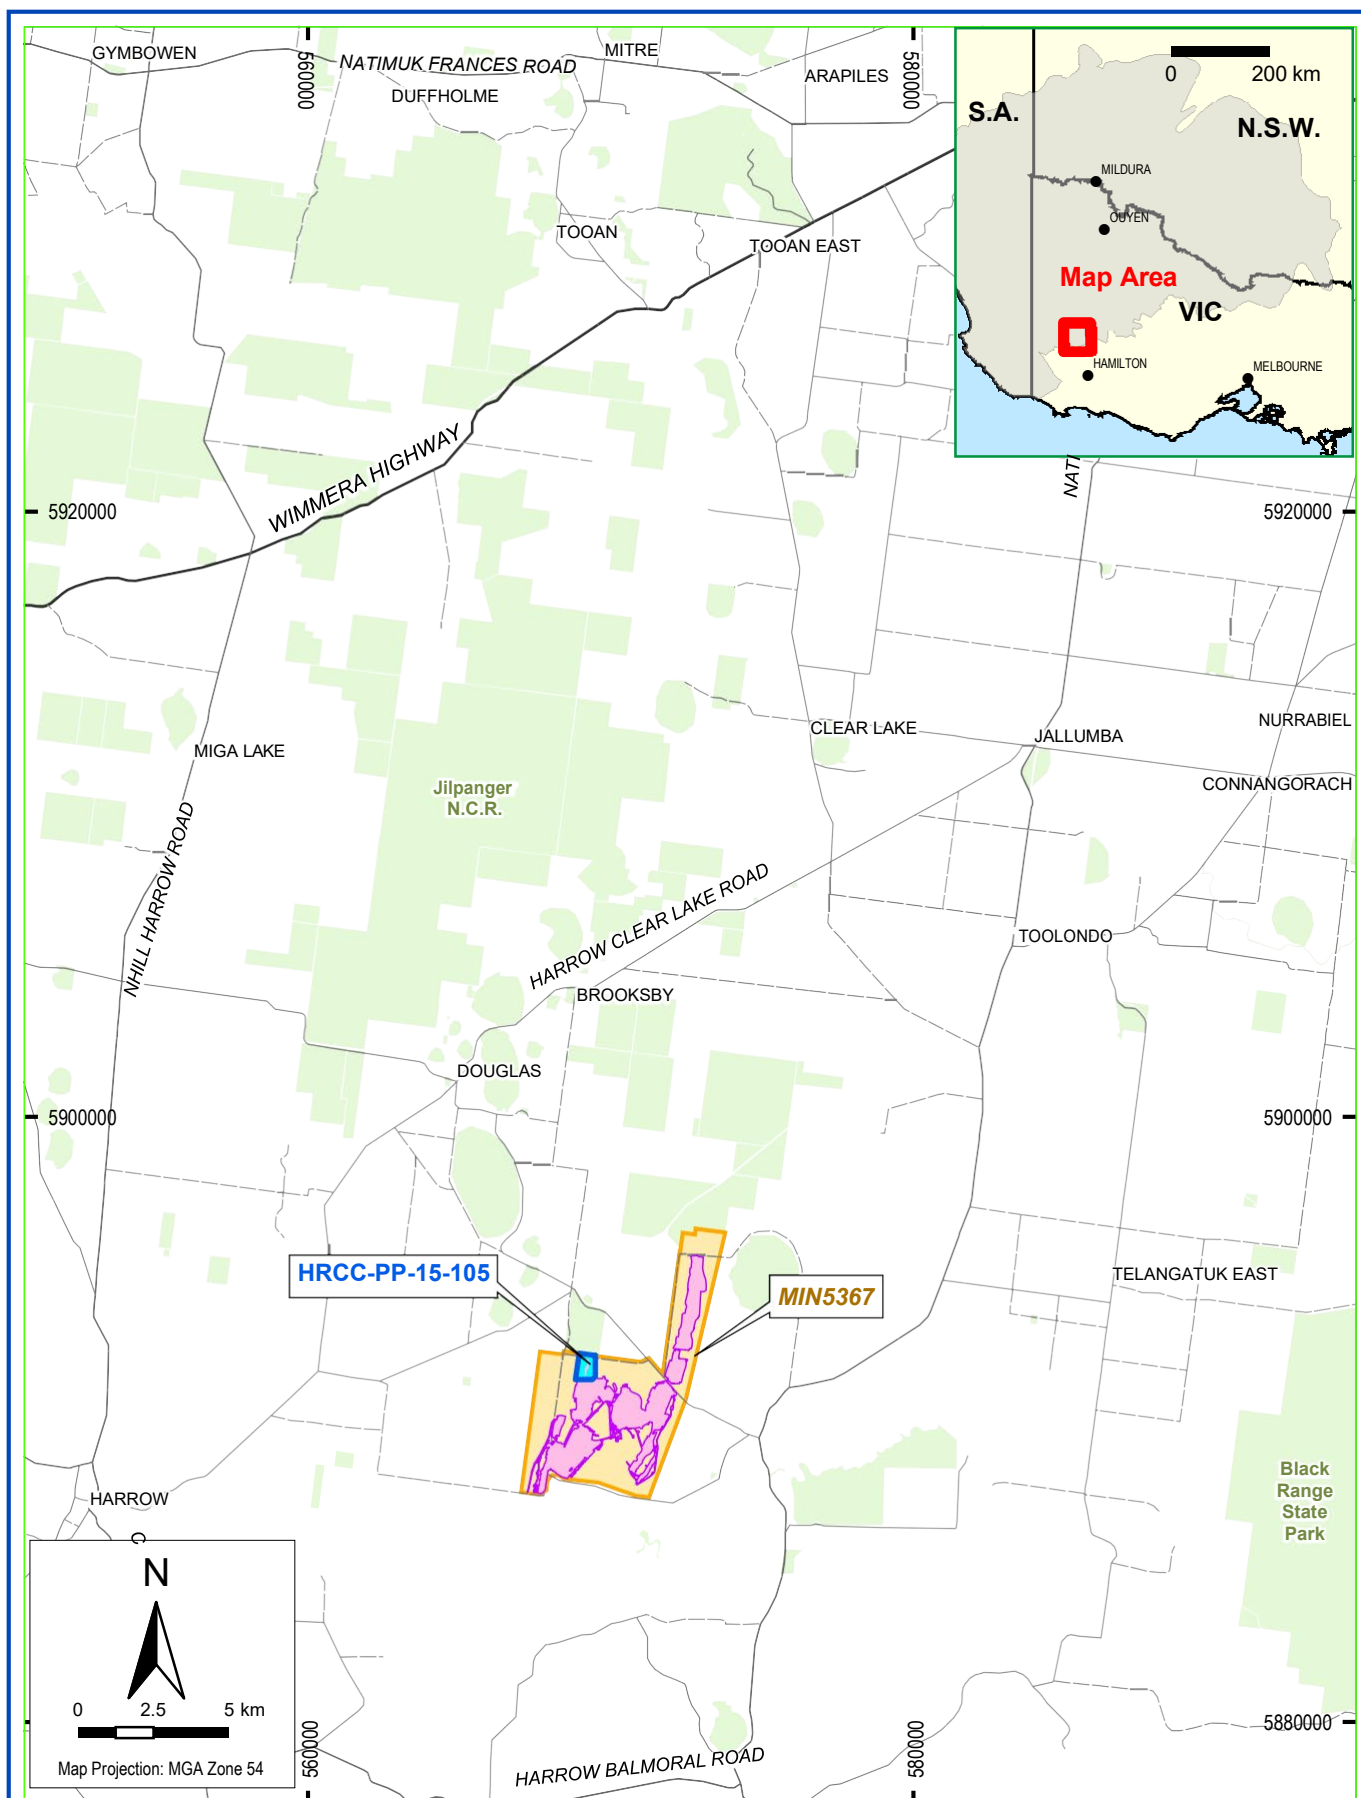 GYMBOWEN
NATIMUK FRANCES ROAD
DUFFHOLME
560000
MITRE
ARAPILES
580000
0
200 km
S.A.
N.S.W.
MILDURA
OUYEN
Map Area
VIC
HAMILTON
MELBOURNE
TOOAN
TOOAN EAST
WIMMERA HIGHWAY
NATI
5920000
5920000
CLEAR LAKE
JALLUMBA
NURRABIEL
CONNANGORACH
MIGA LAKE
Jilpanger
N.C.R.
NHILL HARROW ROAD
HARROW CLEAR LAKE ROAD
TOOLONDO
BROOKSBY
DOUGLAS
5900000
5900000
HRCC-PP-15-105
MIN5367
TELANGATUK EAST
Black
Range
State
Park
HARROW
C
N
0
2.5
5 km
Map Projection: MGA Zone 54
560000
HARROW BALMORAL ROAD
580000
5880000